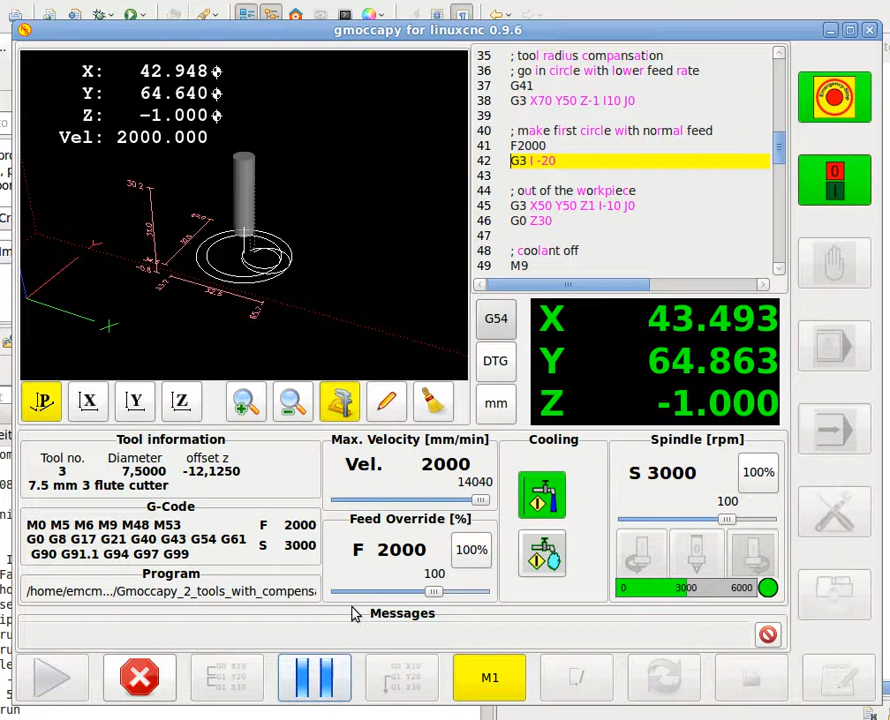 gmoccapy for linuxcnc 0.9.6
X: 42.948
Y: 64.640
Z: -1.000
Vel: 2000.000
35 ; tool radius compansation
36 ; go in circle with lower feed rate
37 G41
38 G3 X70 Y50 Z-1 I10 J0
39
40 ; make first circle with normal feed
41 F2000
42 G3 I -20
43
44 ; out of the workpiece
45 G3 X50 Y50 Z1 I-10 J0
46 G0 Z30
47
48 ; coolant off
49 M9
G54
DTG
mm
X 43.493
Y 64.863
Z -1.000
P X Y Z
Tool information
Tool no. Diameter offset z
3 7,5000 -12,1250
7.5 mm 3 flute cutter
G-Code
M0 M5 M6 M9 M48 M53
G0 G8 G17 G21 G40 G43 G54 G61
G90 G91.1 G94 G97 G99
F 2000
S 3000
Program
/home/emcm.../Gmoccapy_2_tools_with_compens
Max. Velocity [mm/min]
Vel. 2000
14040
Feed Override [%]
F 2000 100%
100
Cooling
Spindle [rpm]
S 3000 100%
100
0 3000 6000
Messages
M1